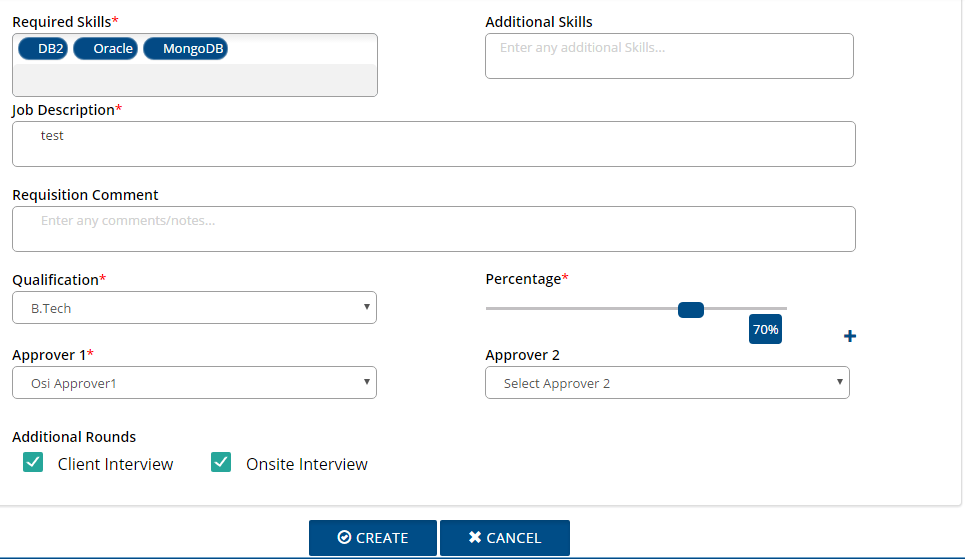 Required Skills* Additional Skills
DB2 Oracle MongoDB Enter any additional Skills...
Job Description*
test
Requisition Comment
Enter any comments/notes...
Qualification* Percentage*
B.Tech
70%
Approver 1* Approver 2
Osi Approver1 Select Approver 2
Additional Rounds
Client Interview Onsite Interview
CREATE CANCEL